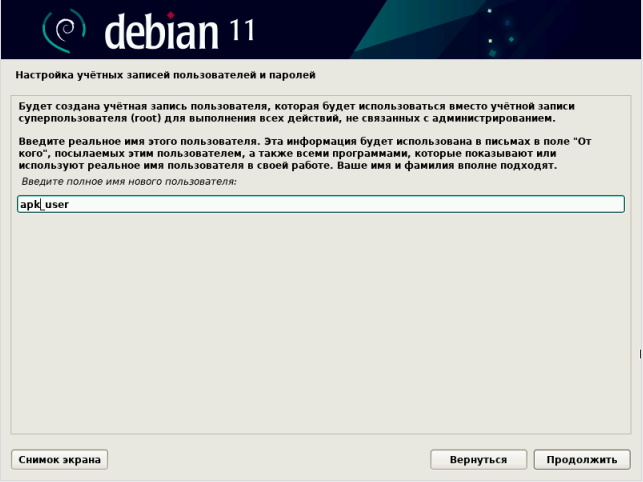 debian 11
Настройка учётных записей пользователей и паролей
Будет создана учётная запись пользователя, которая будет использоваться вместо учётной записи
суперпользователя (root) для выполнения всех действий, не связанных с администрированием.
Введите реальное имя этого пользователя. Эта информация будет использована в письмах в поле "От
кого", посылаемых этим пользователем, а также всеми программами, которые показывают или
используют реальное имя пользователя в своей работе. Ваше имя и фамилия вполне подходят.
Введите полное имя нового пользователя:
apk_user
Снимок экрана
Вернуться
Продолжить